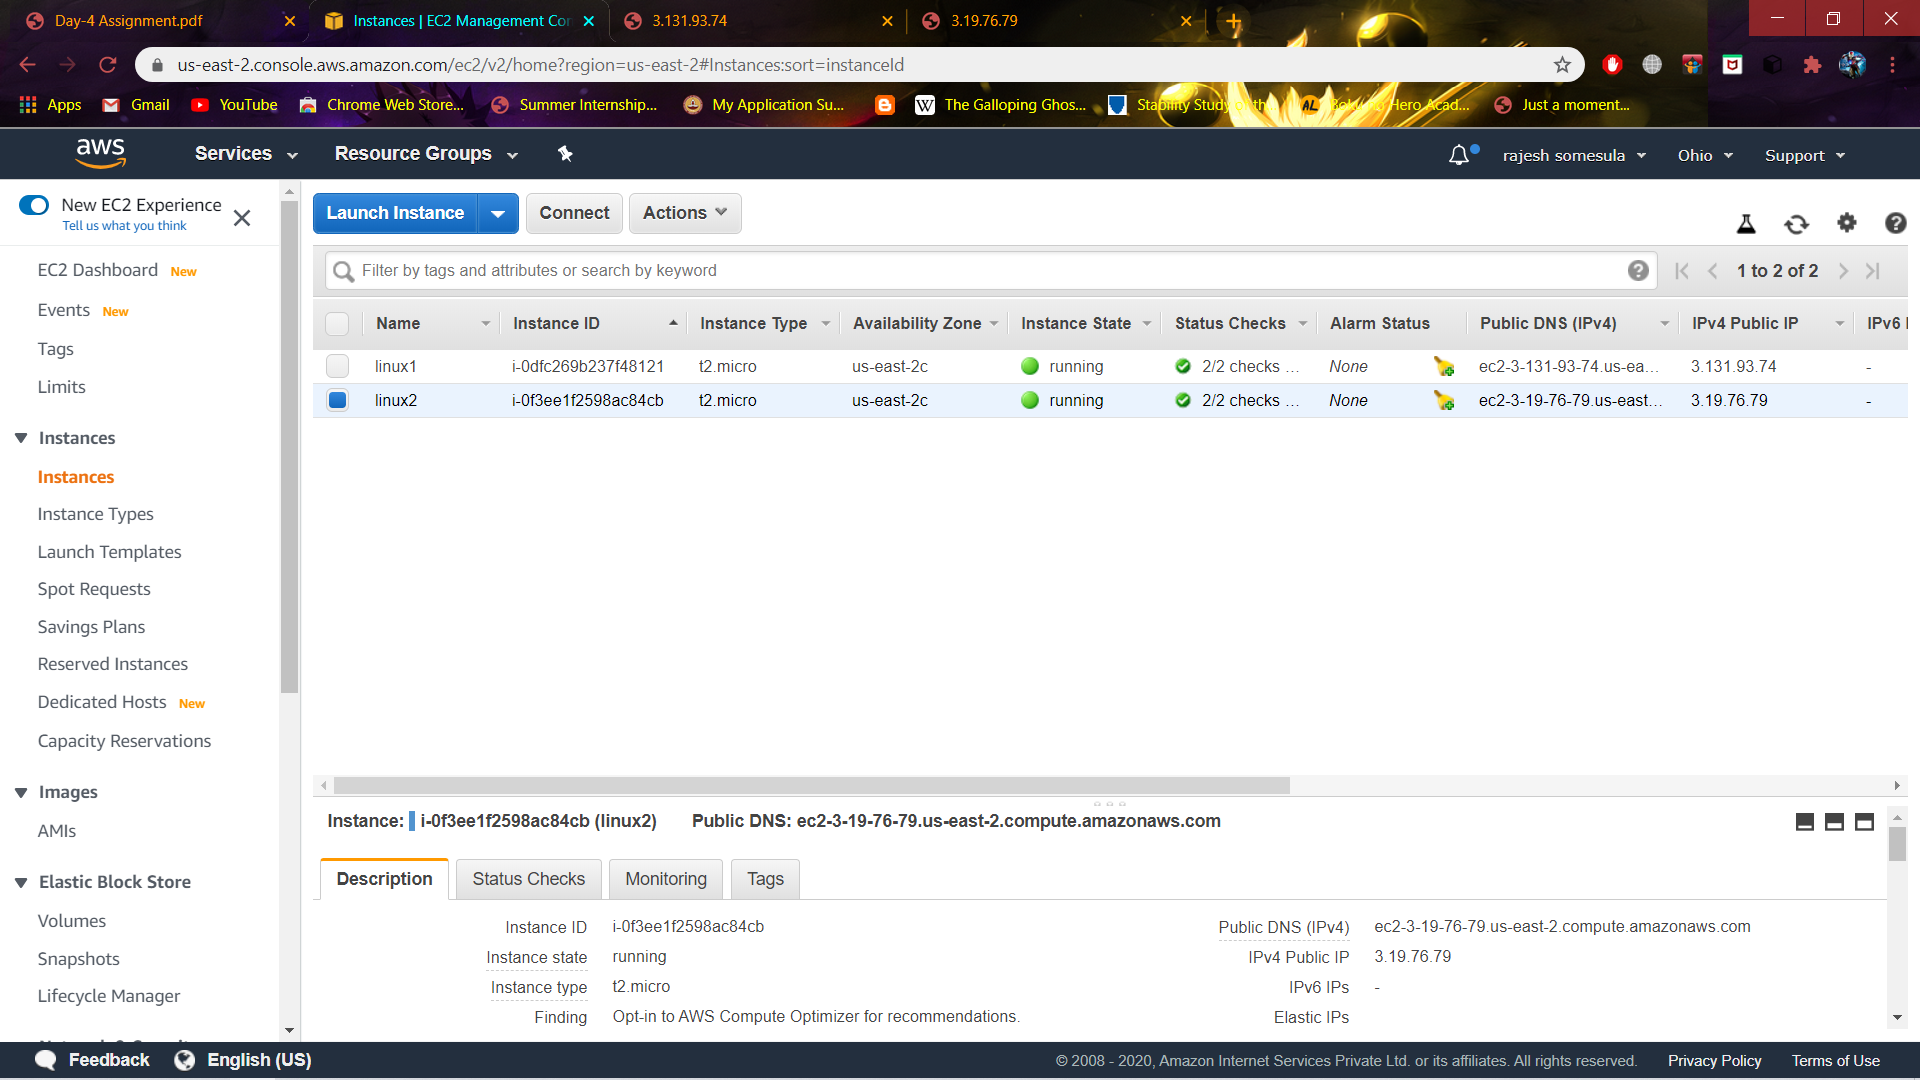 Day-4 Assignment.pdf
Instances | EC2 Management Con
3.131.93.74
3.19.76.79
us-east-2.console.aws.amazon.com/ec2/v2/home?region=us-east-2#Instances:sort=instanceId
Apps Gmail YouTube Chrome Web Store... Summer Internship... My Application Su... The Galloping Ghos... Stability Study Hero Acad... Just a moment...
aws Services Resource Groups rajesh somesula Ohio Support
New EC2 Experience
Tell us what you think
EC2 Dashboard New
Events New
Tags
Limits
Instances
Instances
Instance Types
Launch Templates
Spot Requests
Savings Plans
Reserved Instances
Dedicated Hosts New
Capacity Reservations
Images
AMIs
Elastic Block Store
Volumes
Snapshots
Lifecycle Manager
Launch Instance Connect Actions
Filter by tags and attributes or search by keyword
1 to 2 of 2
Name Instance ID Instance Type Availability Zone Instance State Status Checks Alarm Status Public DNS (IPv4) IPv4 Public IP IPv6 I
linux1 i-0dfc269b237f48121 t2.micro us-east-2c running 2/2 checks ... None ec2-3-131-93-74.us-ea... 3.131.93.74 -
linux2 i-0f3ee1f2598ac84cb t2.micro us-east-2c running 2/2 checks ... None ec2-3-19-76-79.us-east... 3.19.76.79 -
Instance: i-0f3ee1f2598ac84cb (linux2) Public DNS: ec2-3-19-76-79.us-east-2.compute.amazonaws.com
Description Status Checks Monitoring Tags
Instance ID i-0f3ee1f2598ac84cb Public DNS (IPv4) ec2-3-19-76-79.us-east-2.compute.amazonaws.com
Instance state running IPv4 Public IP 3.19.76.79
Instance type t2.micro IPv6 IPs -
Finding Opt-in to AWS Compute Optimizer for recommendations. Elastic IPs
Feedback English (US) © 2008 - 2020, Amazon Internet Services Private Ltd. or its affiliates. All rights reserved. Privacy Policy Terms of Use